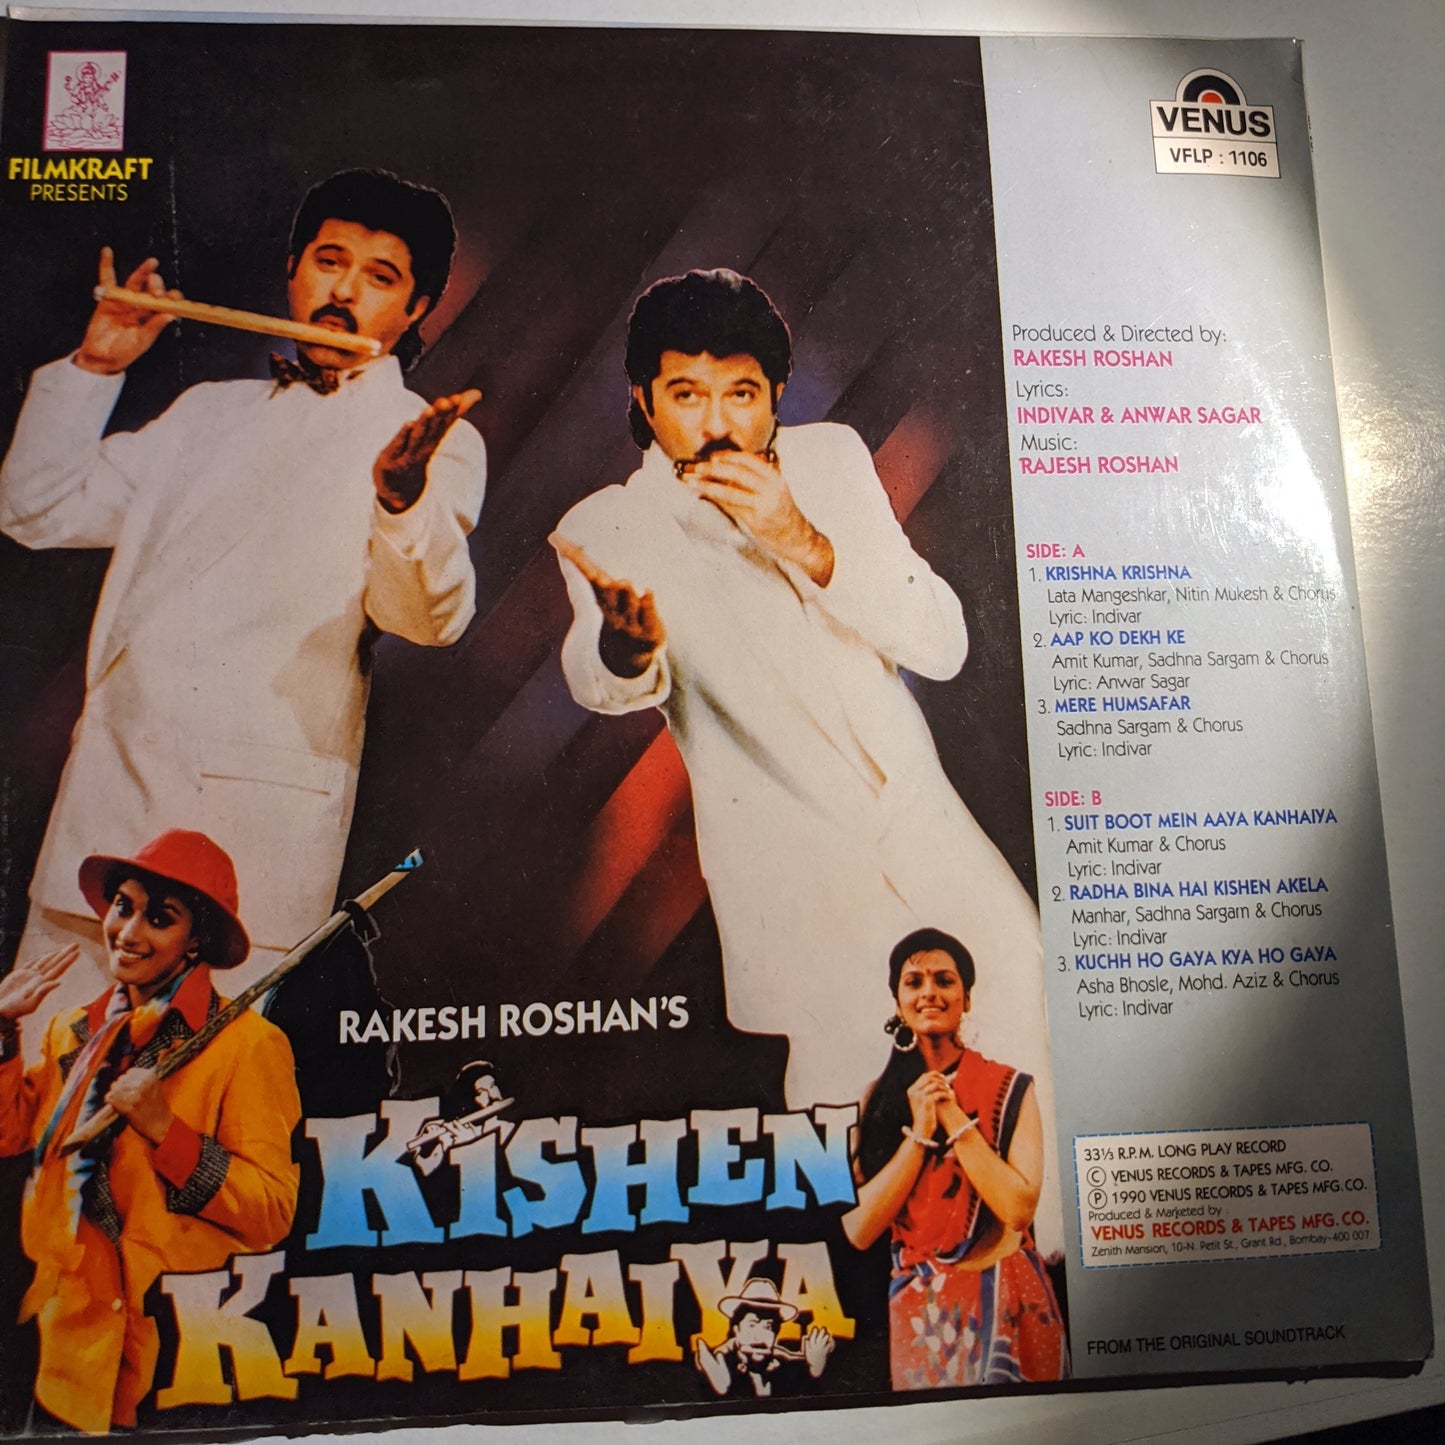 FILMKRAFT
PRESENTS
RAKESH ROSHAN'S
KISHEN
KANHAIYA
VENUS
VFLP : 1106
Produced & Directed by:
RAKESH ROSHAN
Lyrics:
INDIVAR & ANWAR SAGAR
Music:
RAJESH ROSHAN
SIDE: A
1. KRISHNA KRISHNA
Lata Mangeshkar, Nitin Mukesh & Chorus
Lyric: Indivar
2. AAP KO DEKH KE
Amit Kumar, Sadhna Sargam & Chorus
Lyric: Anwar Sagar
3. MERE HUMSAFAR
Sadhna Sargam & Chorus
Lyric: Indivar
SIDE: B
1. SUIT BOOT MEIN AAYA KANHAIYA
Amit Kumar & Chorus
Lyric: Indivar
2. RADHA BINA HAI KISHEN AKELA
Manhar, Sadhna Sargam & Chorus
Lyric: Indivar
3. KUCHH HO GAYA KYA HO GAYA
Asha Bhosle, Mohd. Aziz & Chorus
Lyric: Indivar
33⅓ R.P.M. LONG PLAY RECORD
Ⓒ VENUS RECORDS & TAPES MFG. CO.
Ⓟ 1990 VENUS RECORDS & TAPES MFG. CO.
Produced & Marketed by :
VENUS RECORDS & TAPES MFG. CO.
Zenith Mansion, 10-N. Petit St., Grant Rd., Bombay-400 007.
FROM THE ORIGINAL SOUNDTRACK